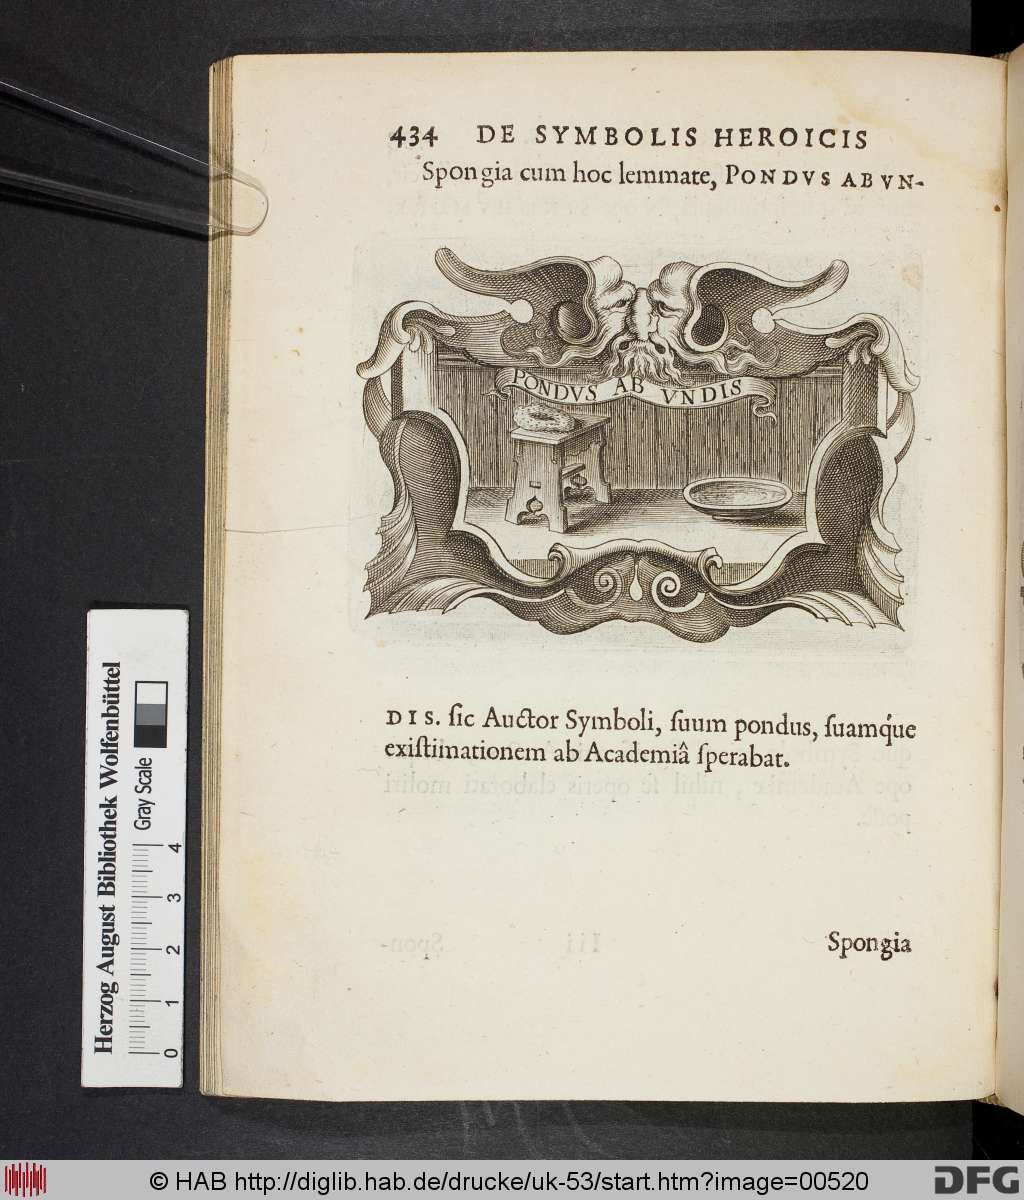 434 DE SYMBOLIS HEROICIS
Spongia cum hoc lemmate, PONDVS AB VN-
PONDVS AB VNDIS
DIS. ſic Auctor Symboli, ſuum pondus, ſuamq́ue
exiſtimationem ab Academiâ ſperabat.
Spongia
Herzog August Bibliothek Wolfenbüttel
Gray Scale
0 1 2 3 4
© HAB http://diglib.hab.de/drucke/uk-53/start.htm?image=00520
DFG